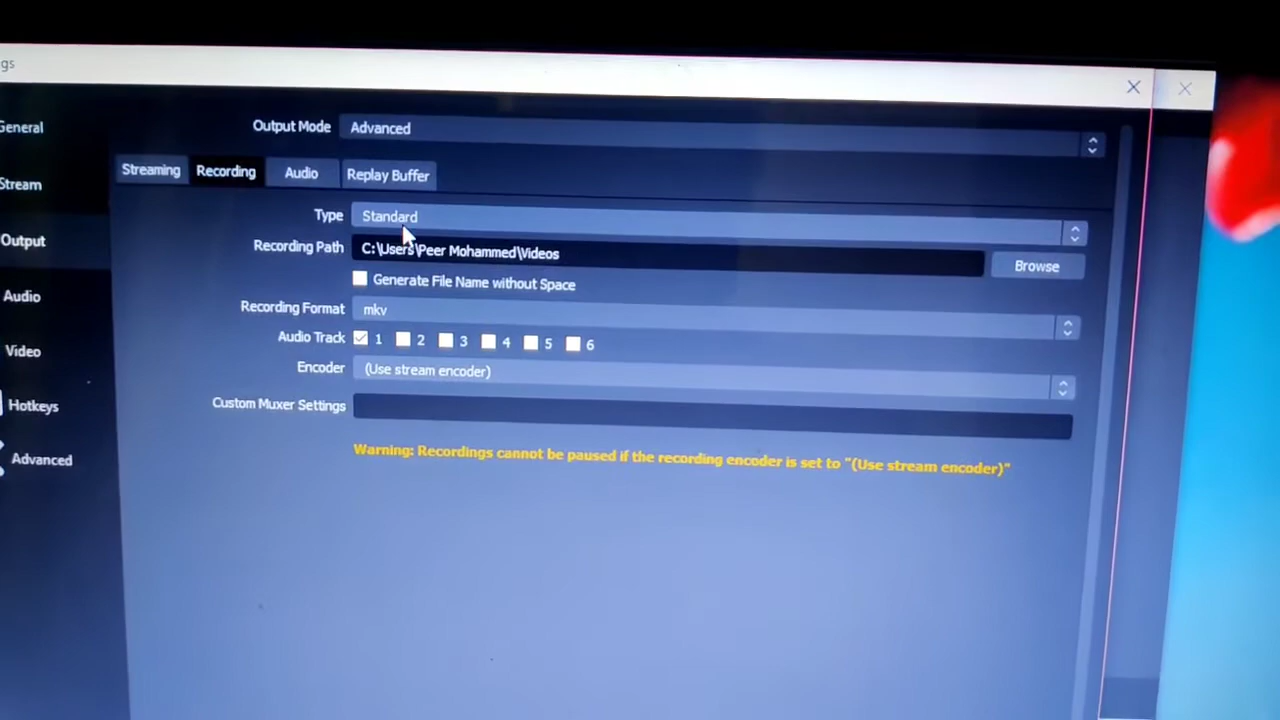 gs
General
Stream
Output
Audio
Video
Hotkeys
Advanced
Output Mode Advanced
Streaming Recording Audio Replay Buffer
Type Standard
Recording Path C:\Users\Peer Mohammed\Videos Browse
Generate File Name without Space
Recording Format mkv
Audio Track 1 2 3 4 5 6
Encoder (Use stream encoder)
Custom Muxer Settings
Warning: Recordings cannot be paused if the recording encoder is set to "(Use stream encoder)"